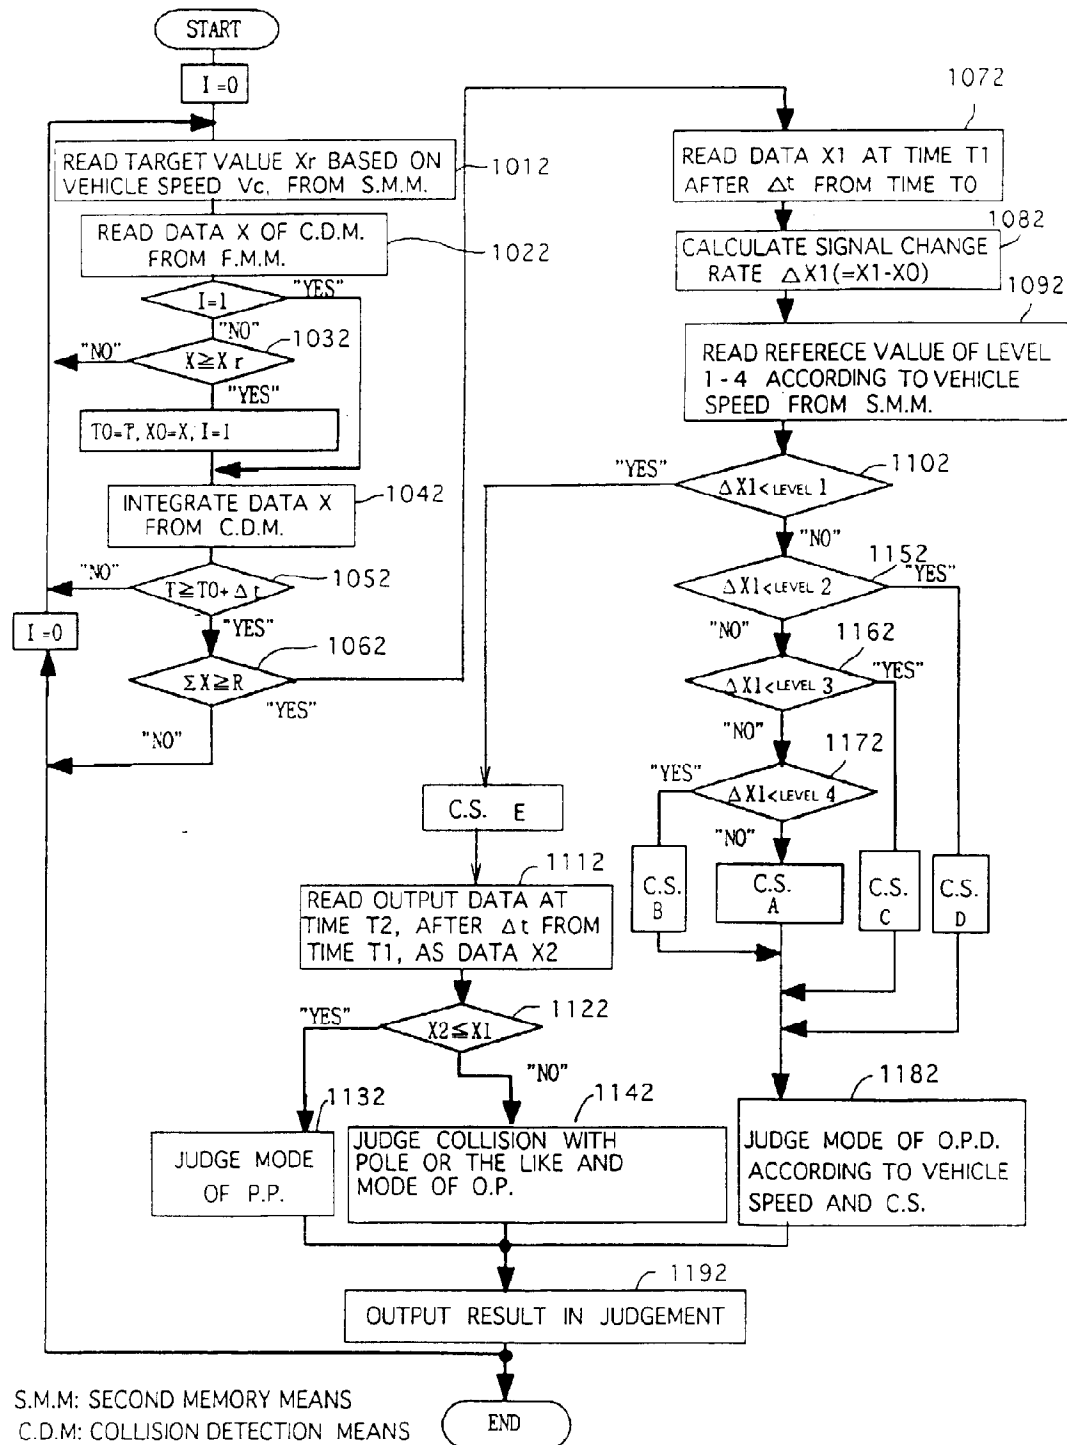 START
I=0
READ TARGET VALUE Xr BASED ON
VEHICLE SPEED Vc, FROM S.M.M.
1012
READ DATA X OF C.D.M.
FROM F.M.M.
1022
I=1
"YES"
"NO"
1032
X≧Xr
"NO"
"YES"
T0=T, X0=X, I=1
1042
INTEGRATE DATA X
FROM C.D.M.
1052
T≧T0+Δt
"NO"
"YES"
I=0
1062
ΣX≧R
"YES"
"NO"
1072
READ DATA X1 AT TIME T1
AFTER Δt FROM TIME T0
1082
CALCULATE SIGNAL CHANGE
RATE ΔX1(=X1-X0)
1092
READ REFERECE VALUE OF LEVEL
1-4 ACCORDING TO VEHICLE
SPEED FROM S.M.M.
1102
"YES"
ΔX1<LEVEL 1
"NO"
1152
ΔX1<LEVEL 2
"YES"
"NO"
1162
ΔX1<LEVEL 3
"YES"
"NO"
1172
"YES"
ΔX1<LEVEL 4
"NO"
C.S. E
C.S.
B
C.S.
A
C.S.
C
C.S.
D
1112
READ OUTPUT DATA AT
TIME T2, AFTER Δt FROM
TIME T1, AS DATA X2
1122
"YES"
X2≦X1
"NO"
1132
JUDGE MODE
OF P.P.
1142
JUDGE COLLISION WITH
POLE OR THE LIKE AND
MODE OF O.P.
1182
JUDGE MODE OF O.P.D.
ACCORDING TO VEHICLE
SPEED AND C.S.
1192
OUTPUT RESULT IN JUDGEMENT
END
S.M.M: SECOND MEMORY MEANS
C.D.M: COLLISION DETECTION MEANS